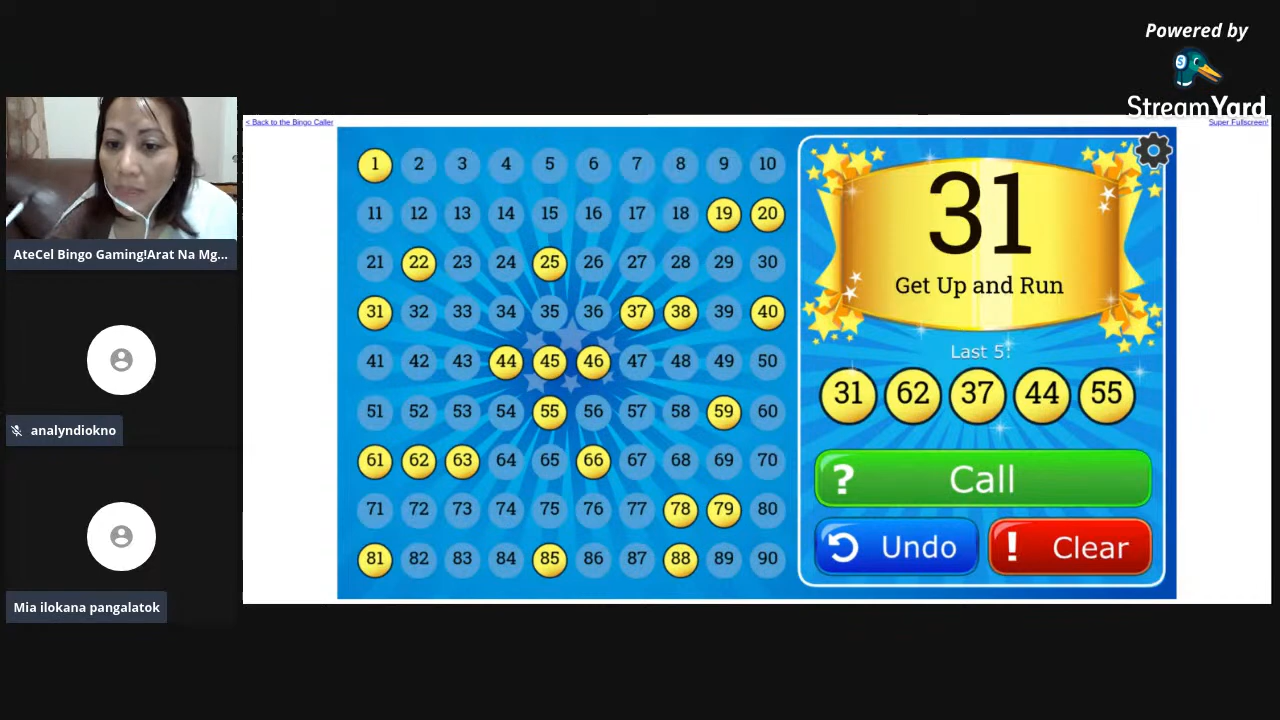 Powered by
StreamYard
< Back to the Bingo Caller
Super Fullscreen!
AteCel Bingo Gaming!Arat Na Mg...
analyndiokno
Mia ilokana pangalatok
1 2 3 4 5 6 7 8 9 10
11 12 13 14 15 16 17 18 19 20
21 22 23 24 25 26 27 28 29 30
31 32 33 34 35 36 37 38 39 40
41 42 43 44 45 46 47 48 49 50
51 52 53 54 55 56 57 58 59 60
61 62 63 64 65 66 67 68 69 70
71 72 73 74 75 76 77 78 79 80
81 82 83 84 85 86 87 88 89 90
31
Get Up and Run
Last 5:
31 62 37 44 55
? Call
Undo
! Clear